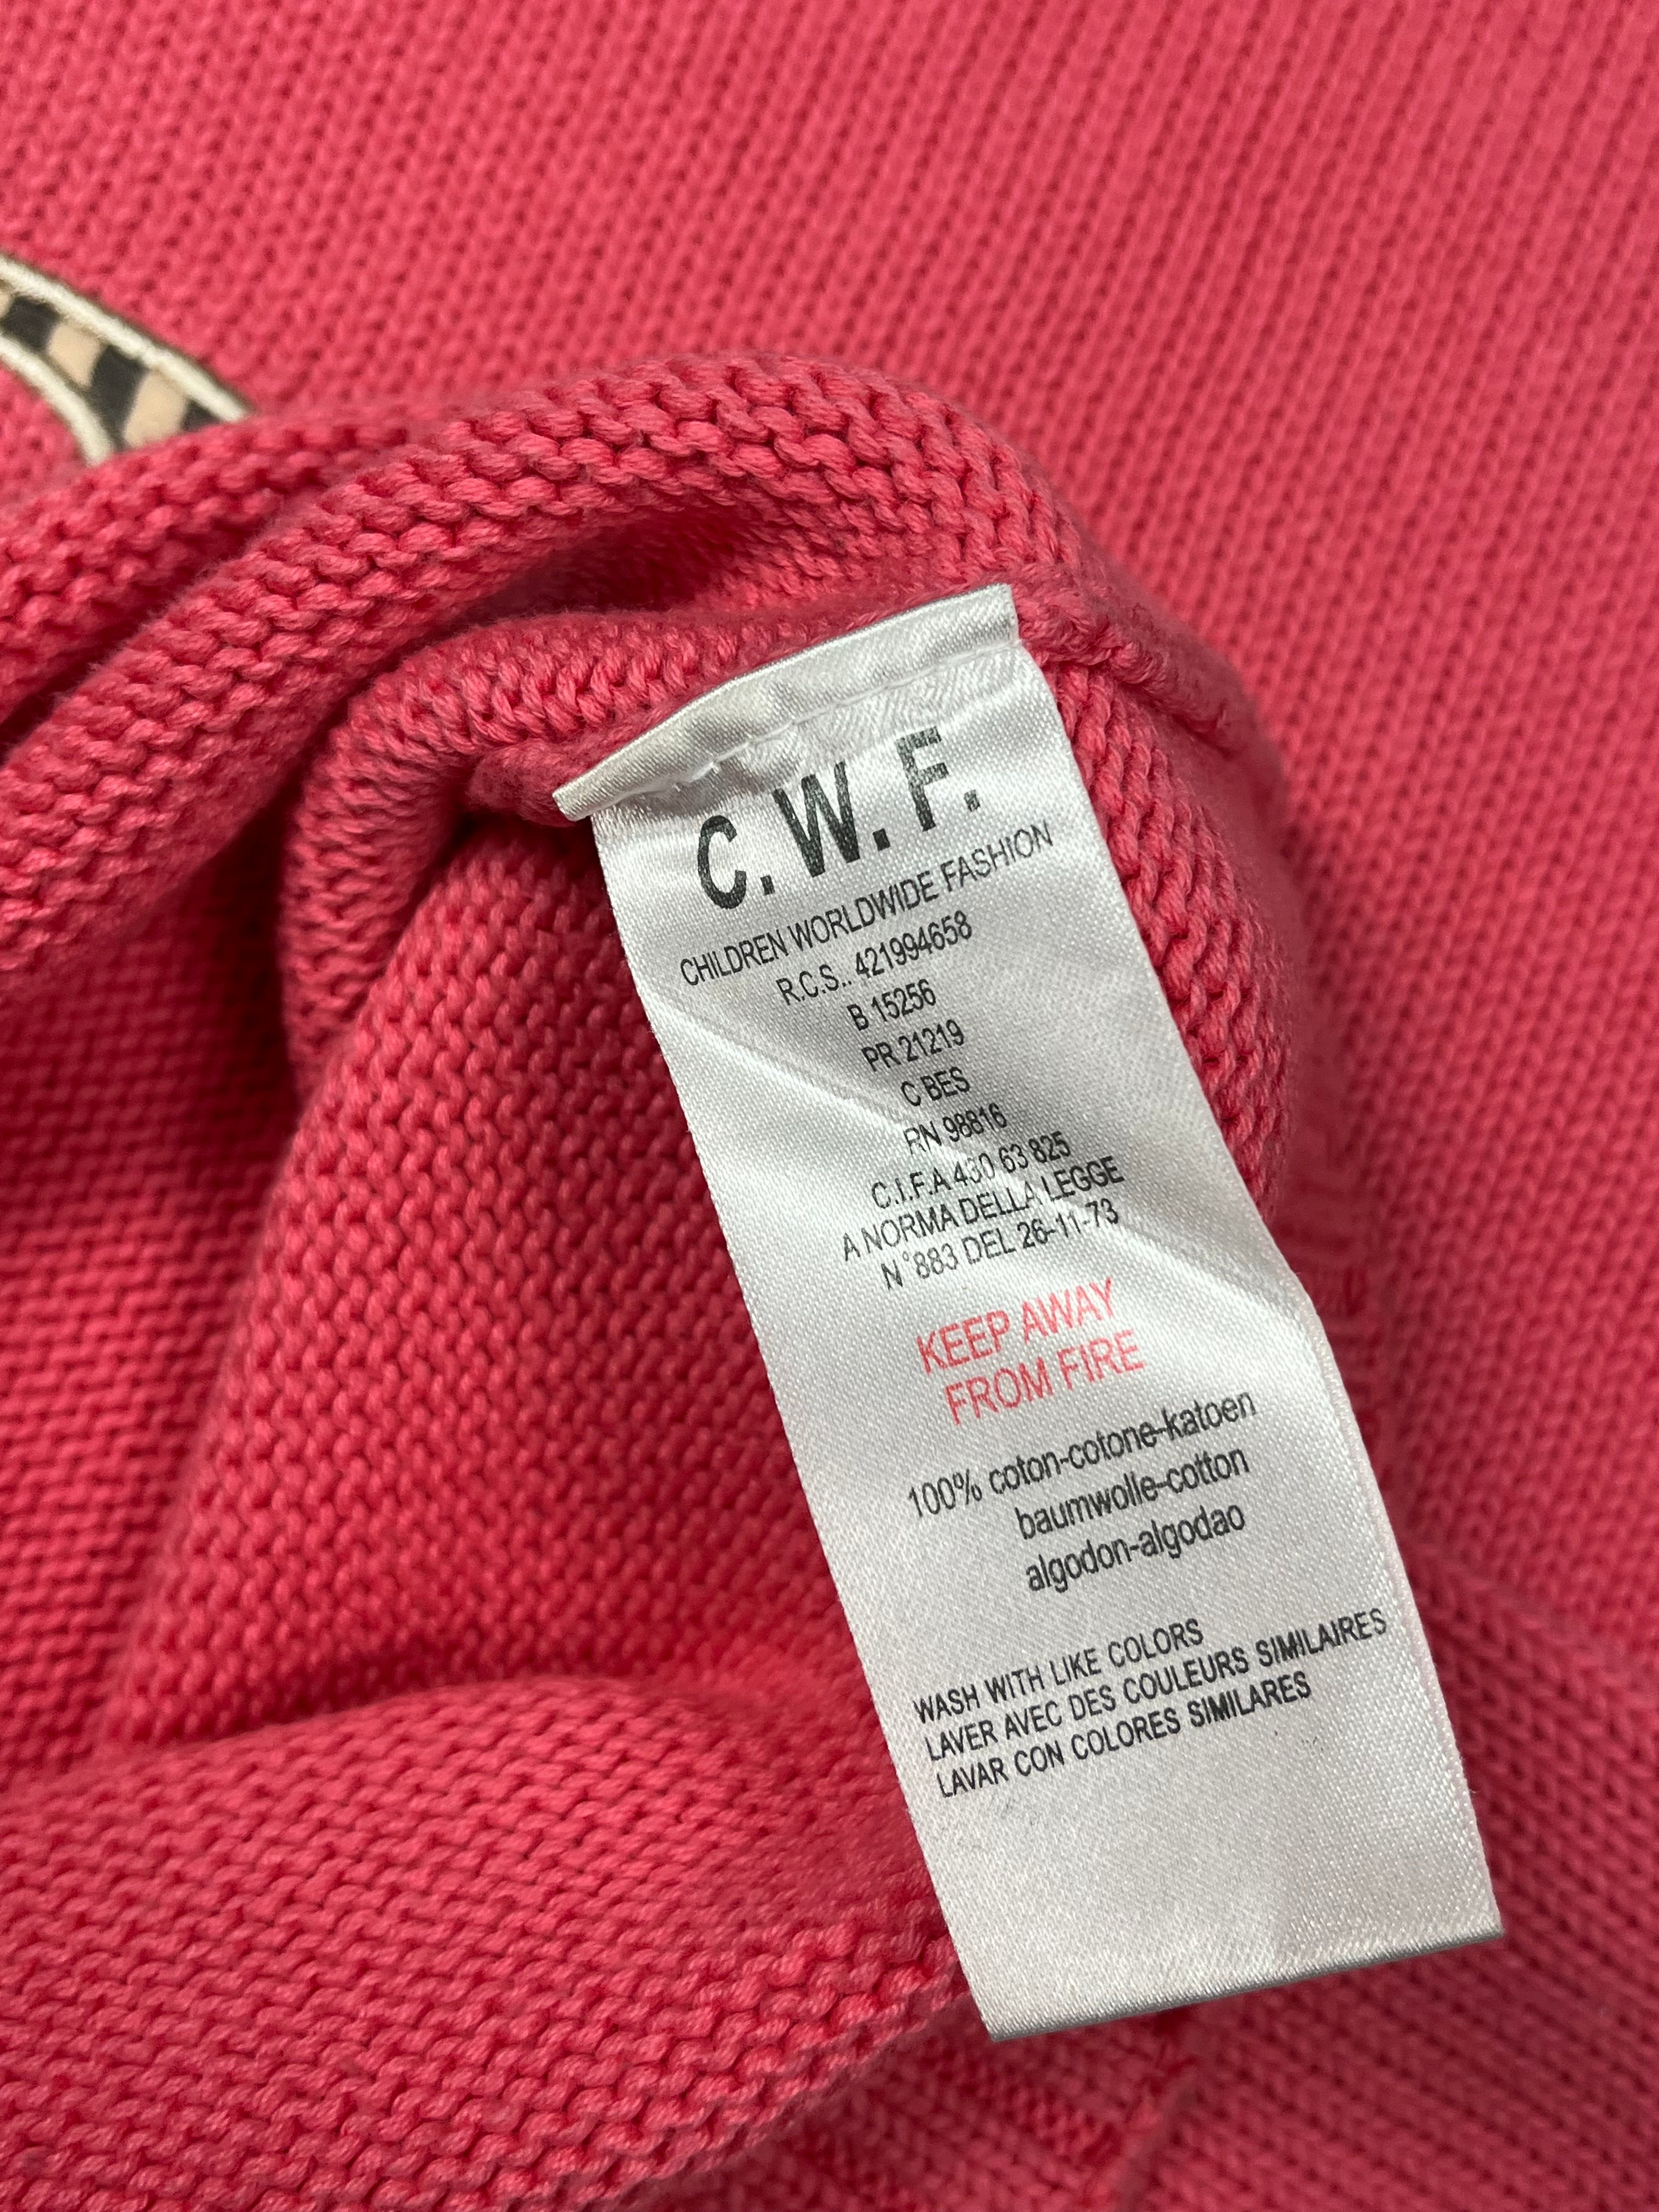 C.W.F.
CHILDREN WORLDWIDE FASHION
R.C.S.. 421994658
B 15256
PR 21219
C BES
RN 98816
C.I.F.A 430 63 825
A NORMA DELLA LEGGE
N°883 DEL 26-11-73
KEEP AWAY
FROM FIRE
100% coton-cotone-katoen
baumwolle-cotton
algodon-algodao
WASH WITH LIKE COLORS
LAVER AVEC DES COULEURS SIMILAIRES
LAVAR CON COLORES SIMILARES